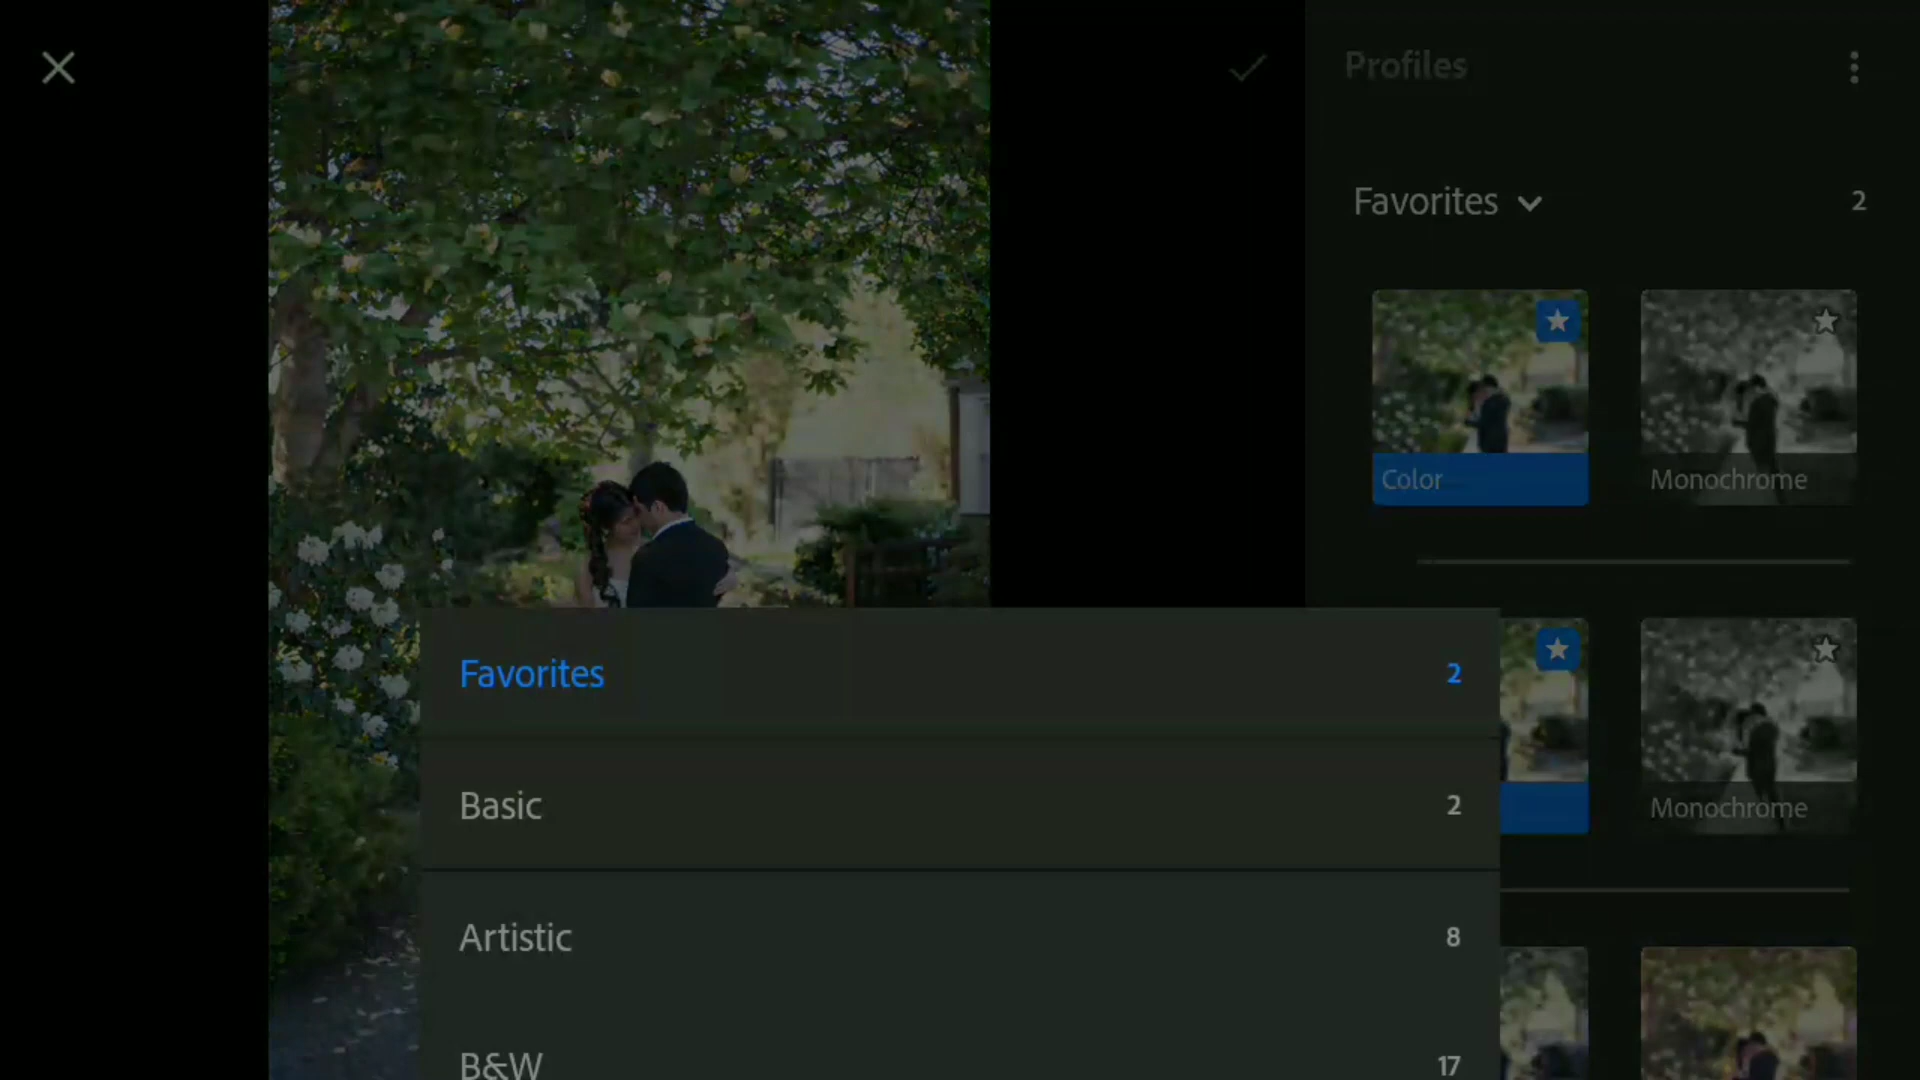 Profiles
Favorites 2
Color Monochrome
Monochrome
Favorites 2
Basic 2
Artistic 8
B&W 17